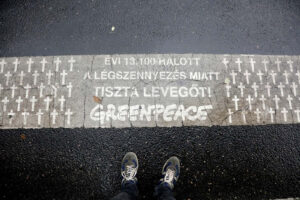 ÉVI 13.100 HALOTT
A LÉGSZENNYEZÉS MIATT
TISZTA LEVEGŐT!
GREENPEACE